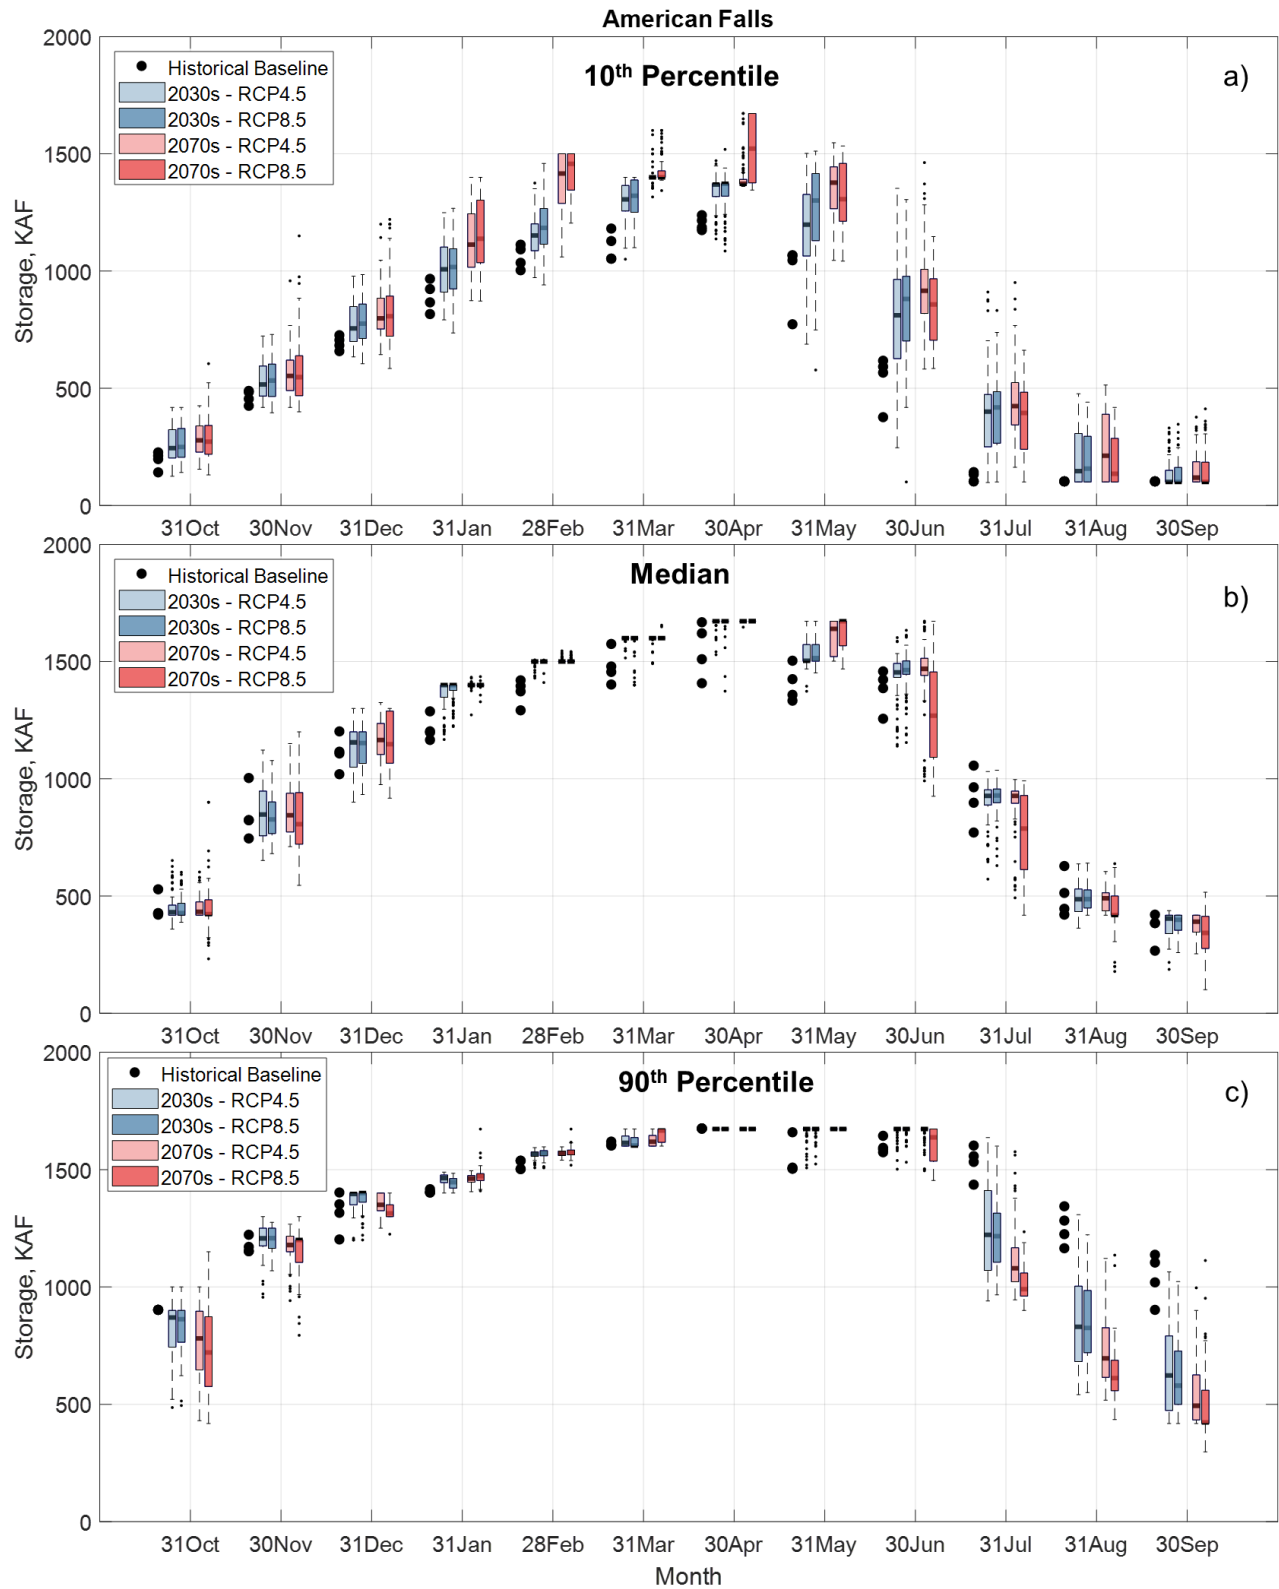 American Falls
2000
1500
1000
500
0
Storage, KAF
Historical Baseline
2030s - RCP4.5
2030s - RCP8.5
2070s - RCP4.5
2070s - RCP8.5
10th Percentile
a)
31Oct 30Nov 31Dec 31Jan 28Feb 31Mar 30Apr 31May 30Jun 31Jul 31Aug 30Sep
2000
1500
1000
500
0
Storage, KAF
Historical Baseline
2030s - RCP4.5
2030s - RCP8.5
2070s - RCP4.5
2070s - RCP8.5
Median
b)
31Oct 30Nov 31Dec 31Jan 28Feb 31Mar 30Apr 31May 30Jun 31Jul 31Aug 30Sep
2000
1500
1000
500
0
Storage, KAF
Historical Baseline
2030s - RCP4.5
2030s - RCP8.5
2070s - RCP4.5
2070s - RCP8.5
90th Percentile
c)
31Oct 30Nov 31Dec 31Jan 28Feb 31Mar 30Apr 31May 30Jun 31Jul 31Aug 30Sep
Month